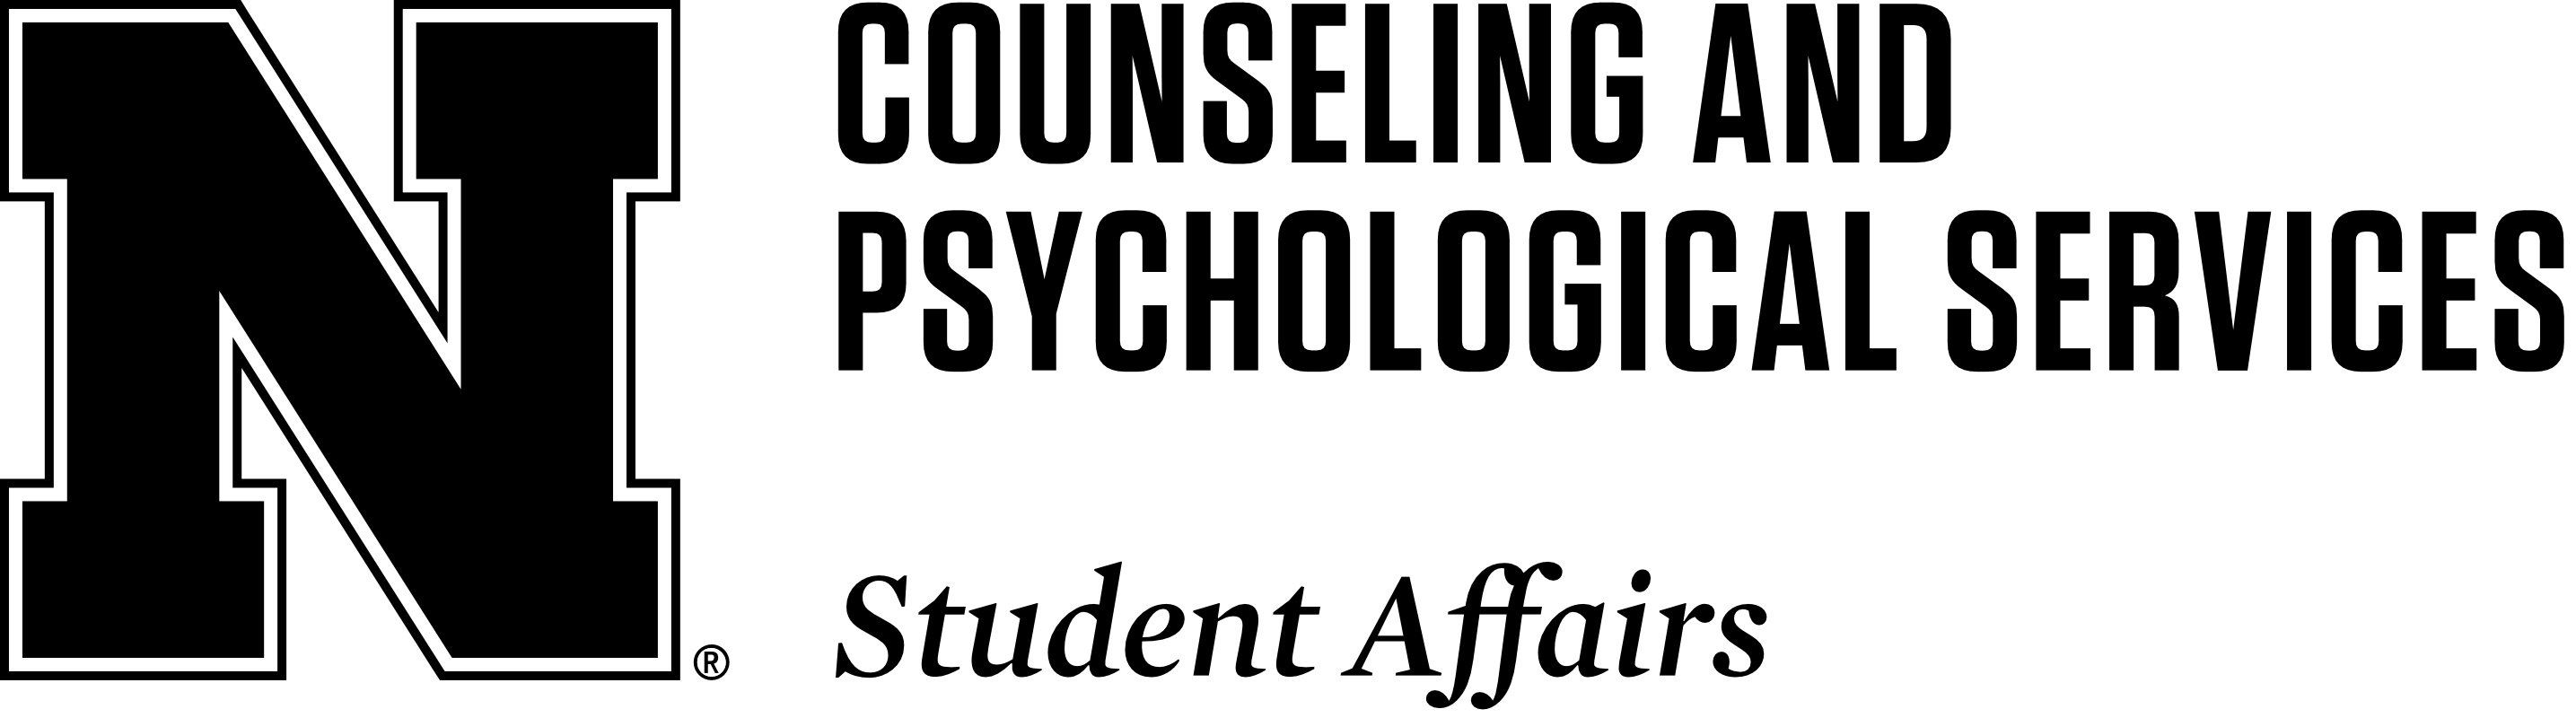 N®
COUNSELING AND
PSYCHOLOGICAL SERVICES
Student Affairs